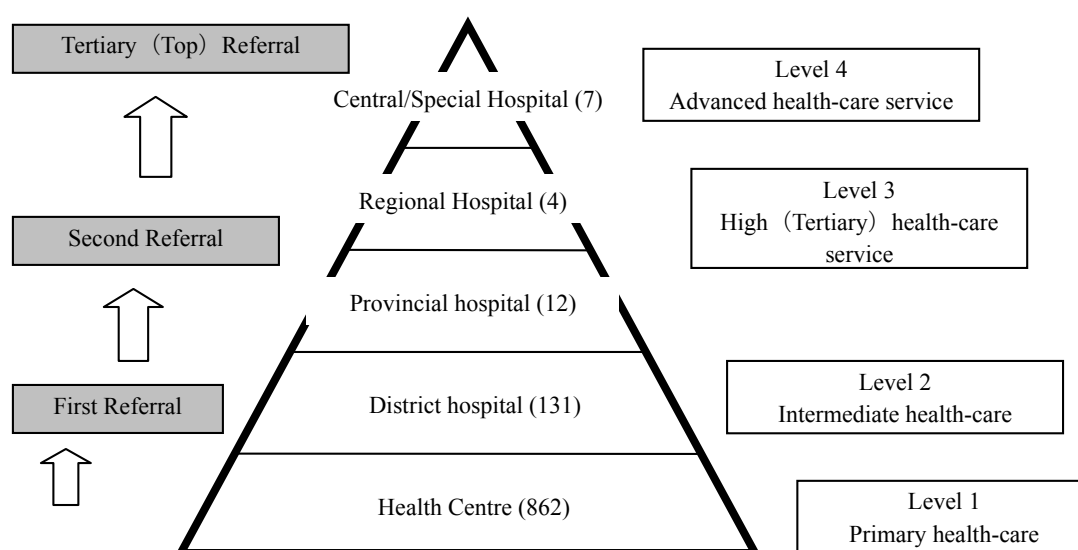 Tertiary（Top）Referral
Central/Special Hospital (7)
Level 4
Advanced health-care service
Second Referral
Regional Hospital (4)
Level 3
High（Tertiary）health-care
service
Provincial hospital (12)
First Referral
District hospital (131)
Level 2
Intermediate health-care
Health Centre (862)
Level 1
Primary health-care